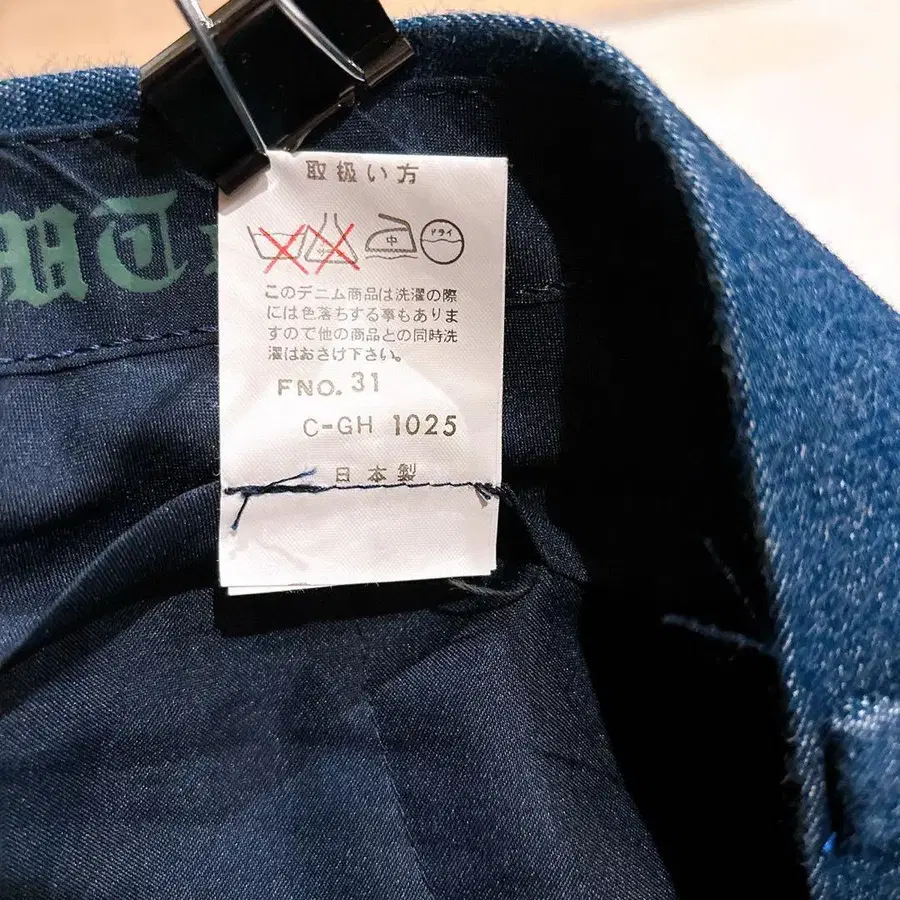 取扱い方
中
ドライ
このデニム商品は洗濯の際
には色落ちする事もありま
すので他の商品との同時洗
濯はおさけ下さい。
FNO. 31
C-GH 1025
日本製